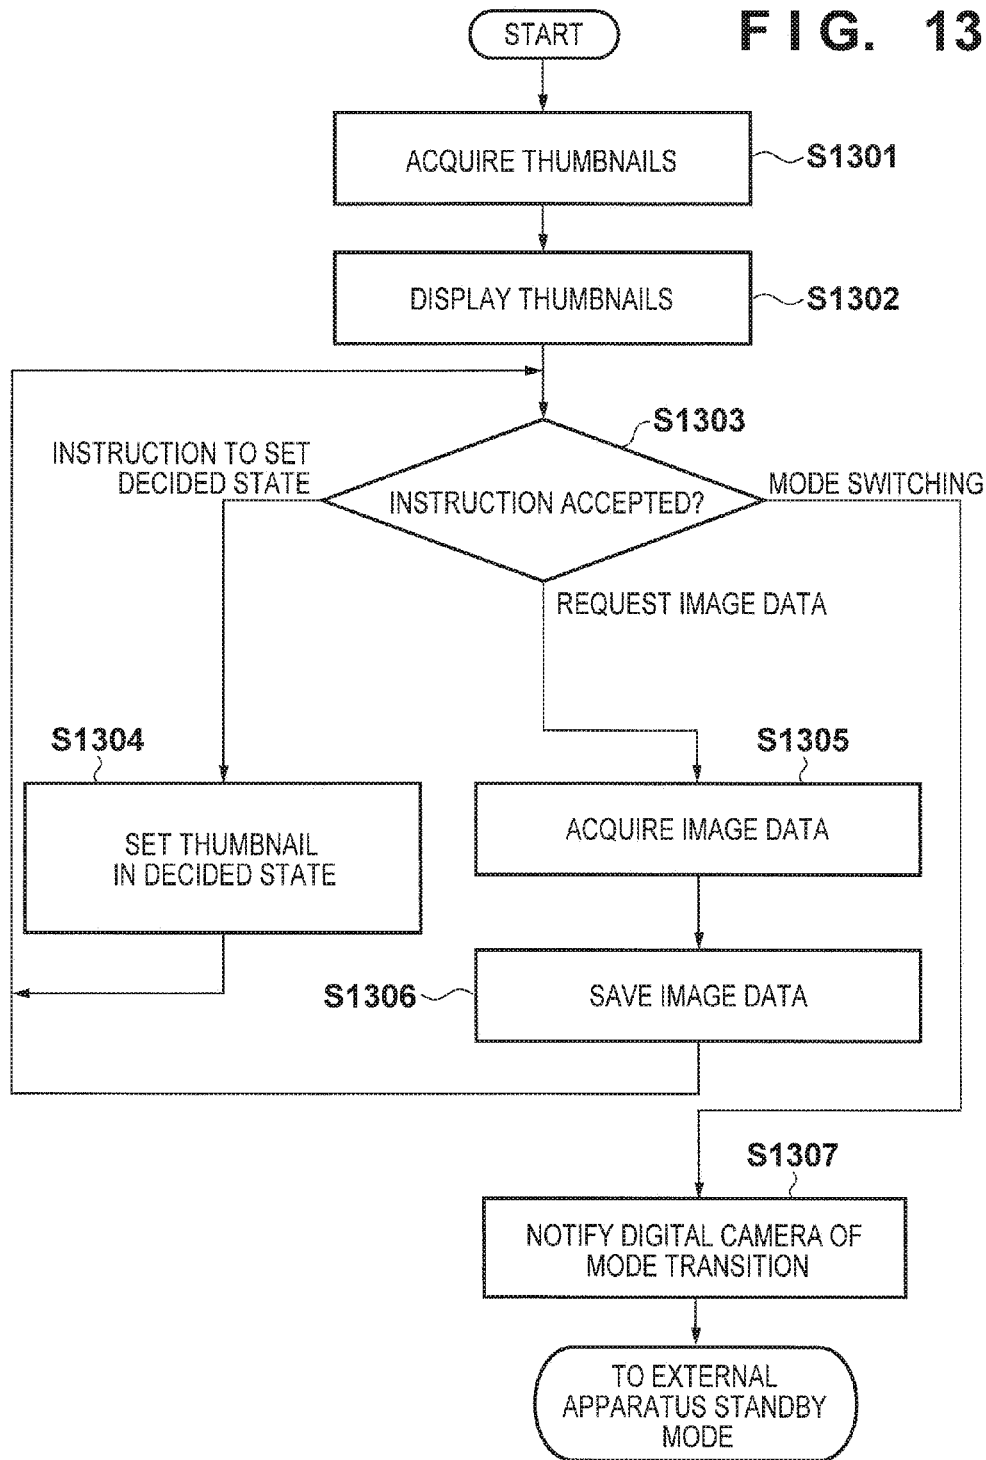 START
FIG. 13
ACQUIRE THUMBNAILS
S1301
DISPLAY THUMBNAILS
S1302
S1303
INSTRUCTION TO SET
DECIDED STATE
INSTRUCTION ACCEPTED?
MODE SWITCHING
REQUEST IMAGE DATA
S1304
SET THUMBNAIL
IN DECIDED STATE
S1305
ACQUIRE IMAGE DATA
S1306
SAVE IMAGE DATA
S1307
NOTIFY DIGITAL CAMERA OF
MODE TRANSITION
TO EXTERNAL
APPARATUS STANDBY
MODE